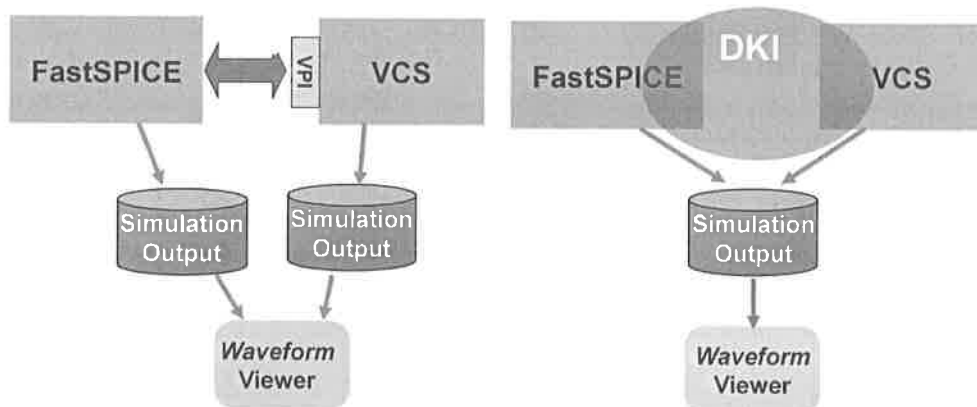 FastSPICE
VPI
VCS
Simulation
Output
Simulation
Output
Waveform
Viewer
DKI
FastSPICE
VCS
Simulation
Output
Waveform
Viewer